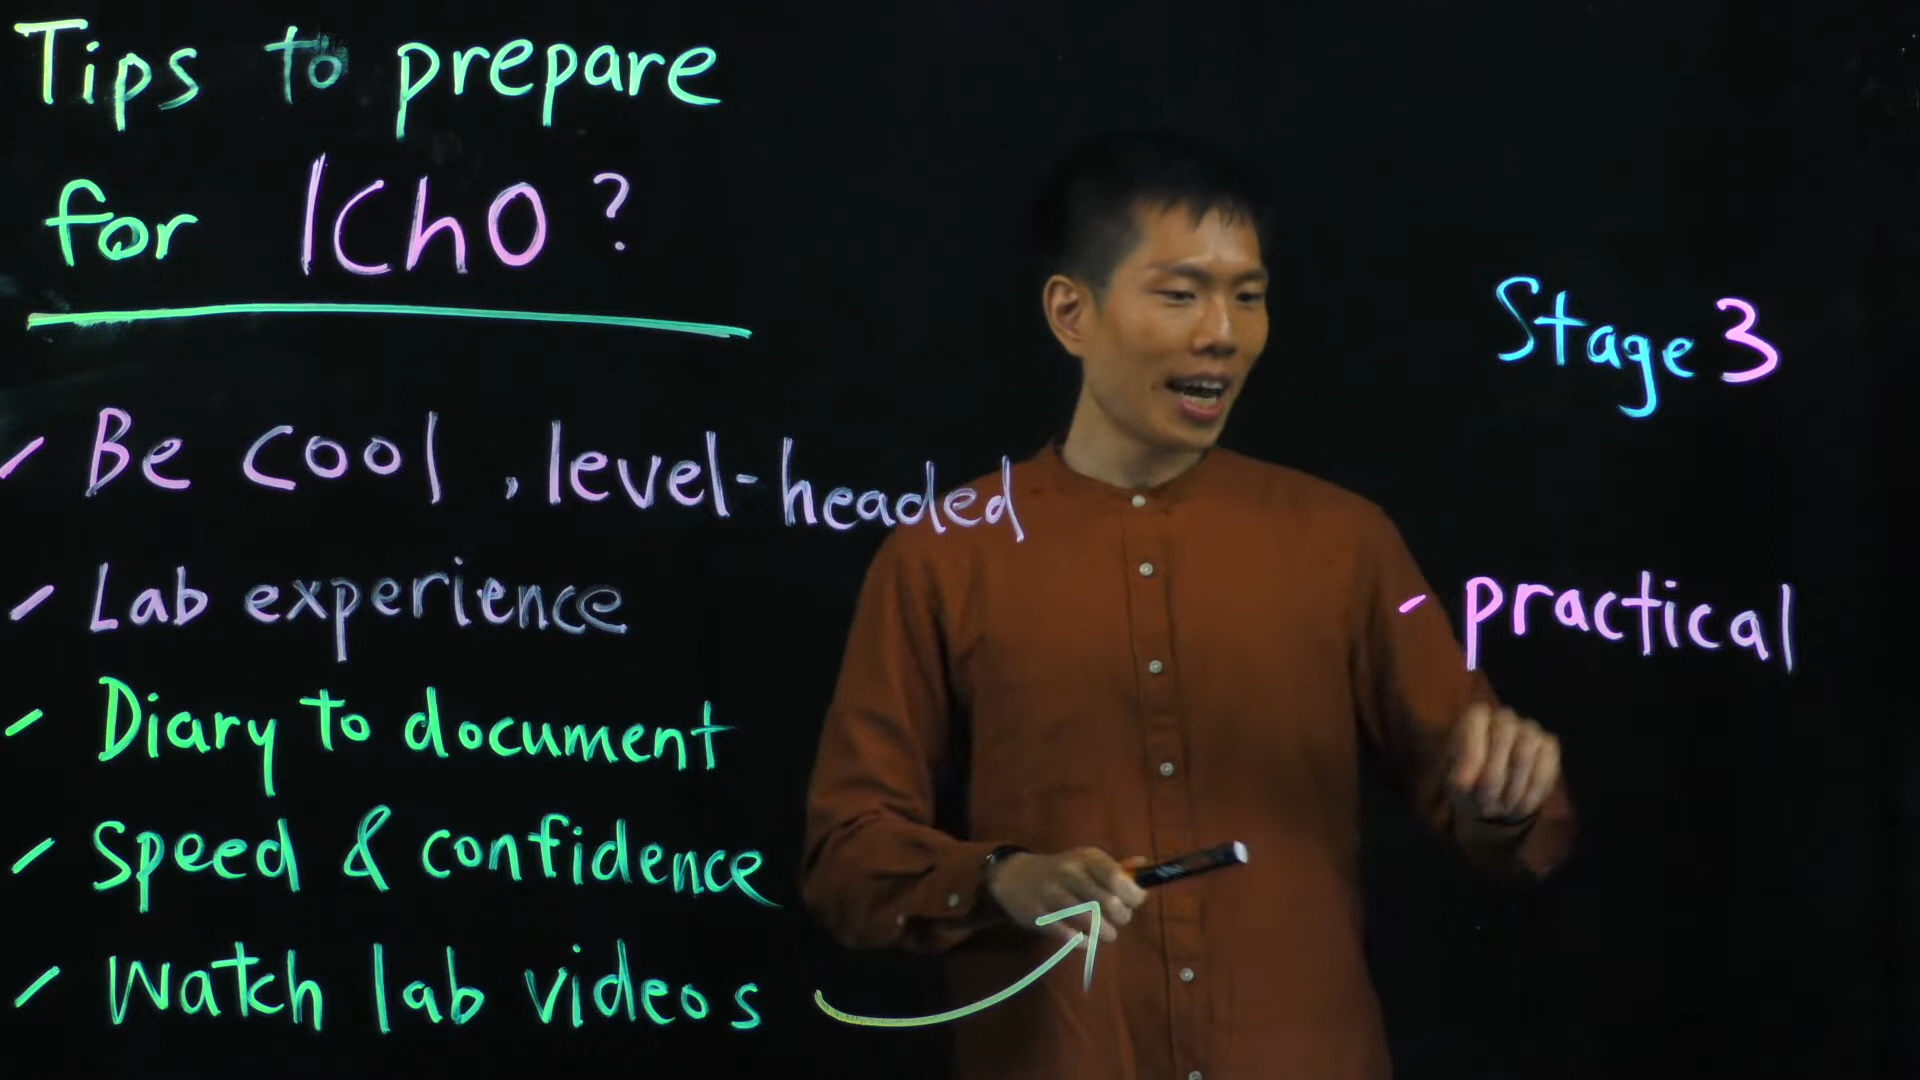 Tips to prepare
for IChO?
- Be cool, level-headed
- Lab experience
- Diary to document
- Speed & confidence
- Watch lab videos
Stage 3
- practical